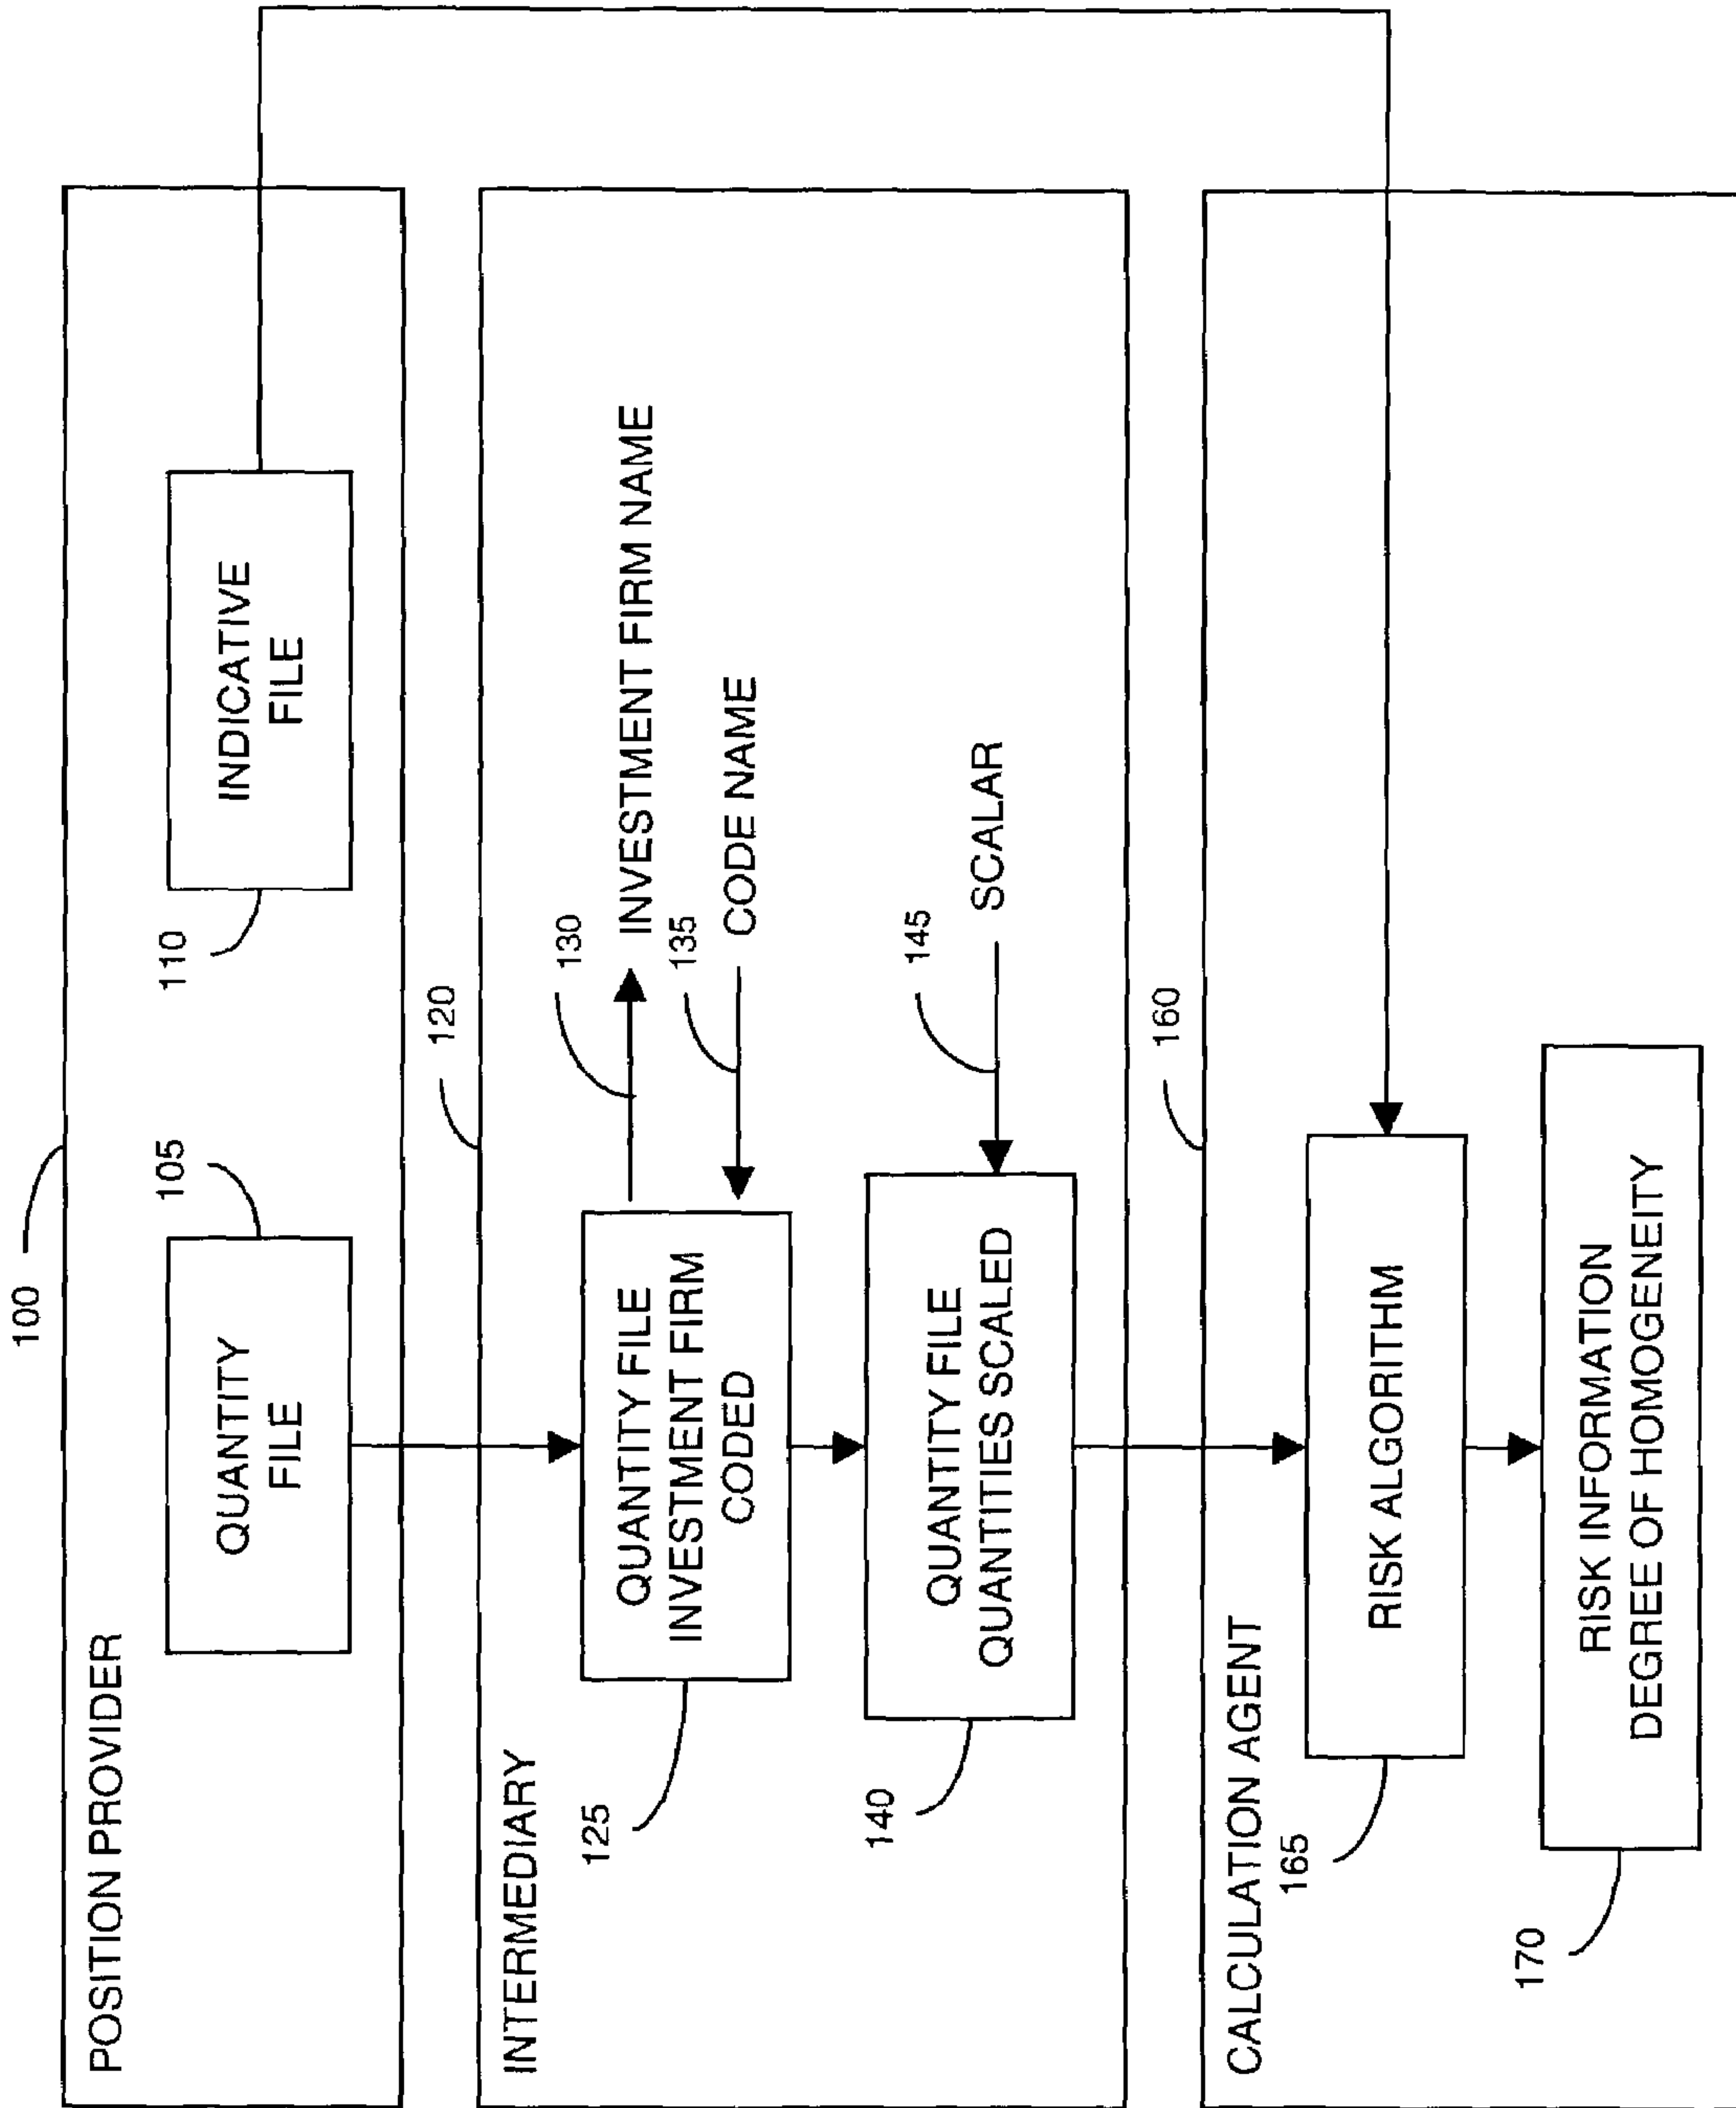 100
POSITION PROVIDER
105
QUANTITY
FILE
110
INDICATIVE
FILE
120
INTERMEDIARY
125
QUANTITY FILE
INVESTMENT FIRM
CODED
130
INVESTMENT FIRM NAME
135
CODE NAME
140
QUANTITY FILE
QUANTITIES SCALED
145
SCALAR
160
CALCULATION AGENT
165
RISK ALGORITHM
170
RISK INFORMATION
DEGREE OF HOMOGENEITY